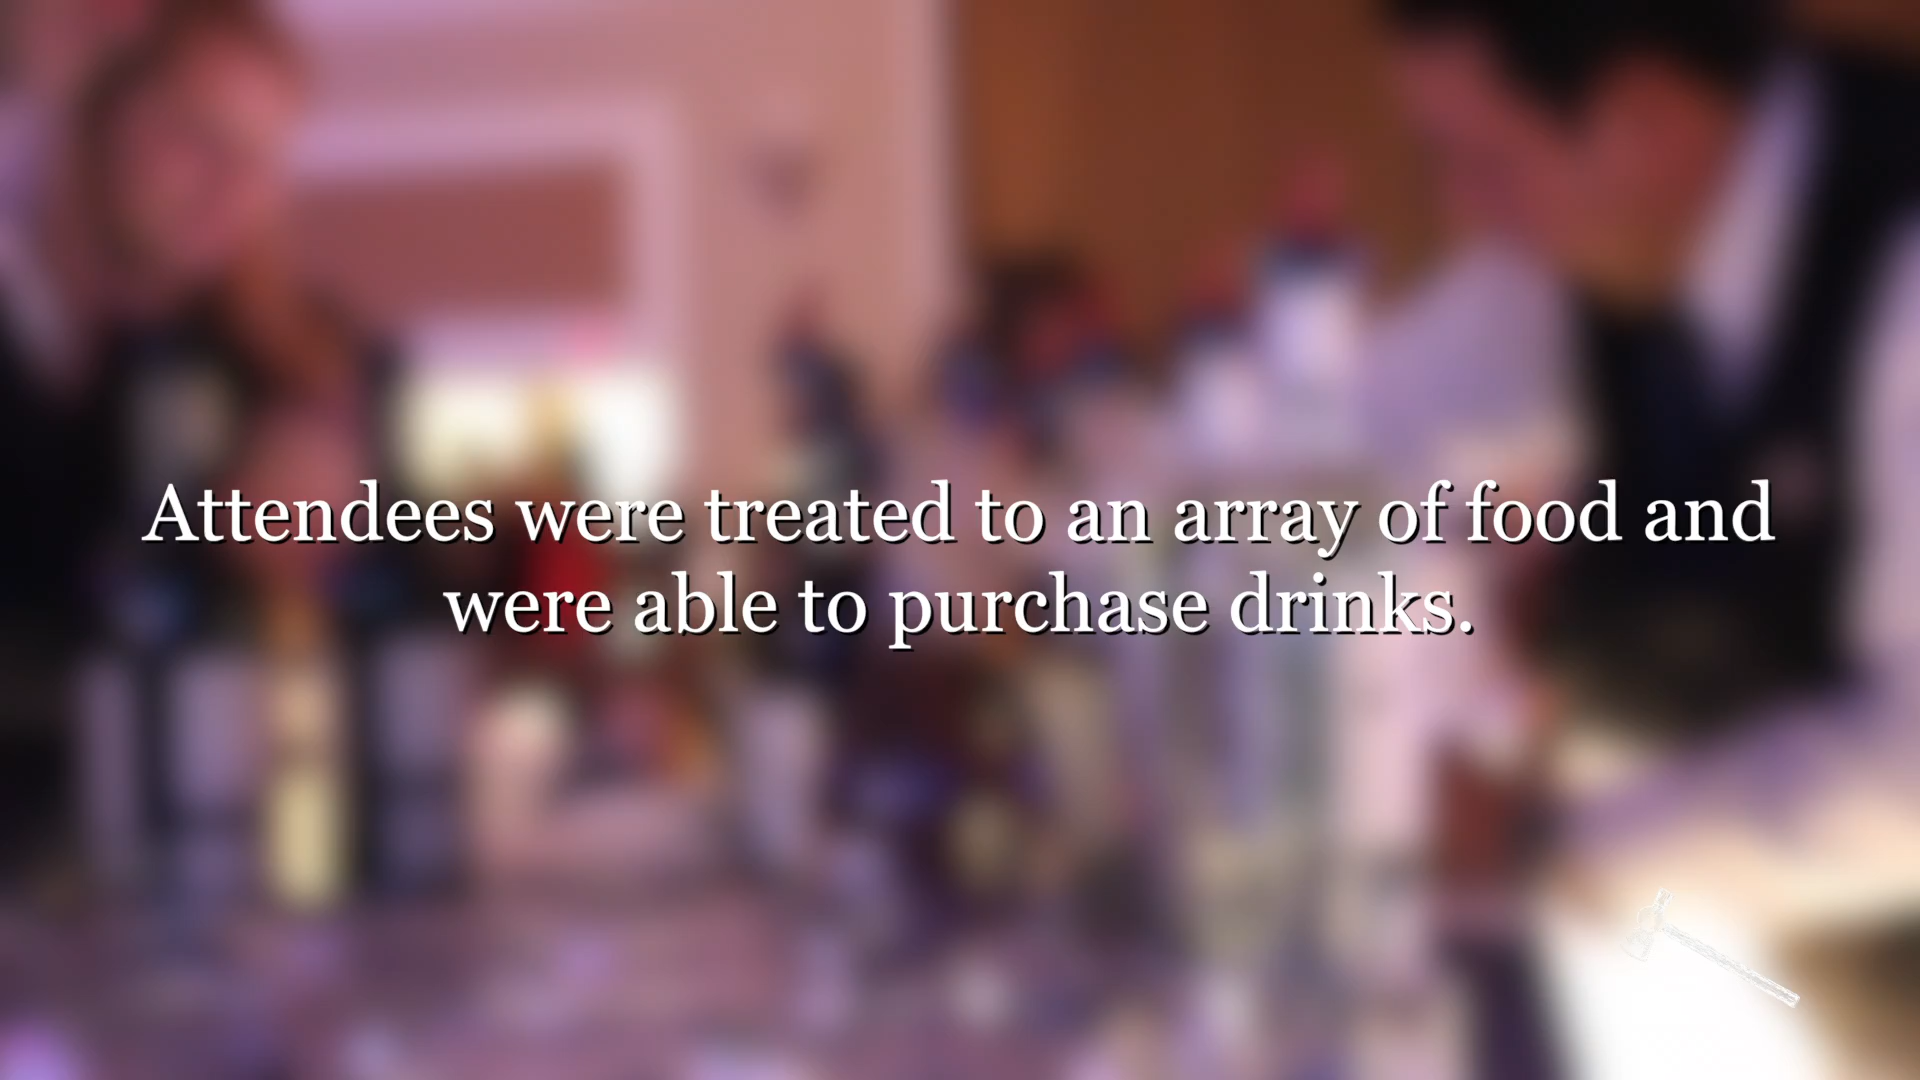 Attendees were treated to an array of food and
were able to purchase drinks.